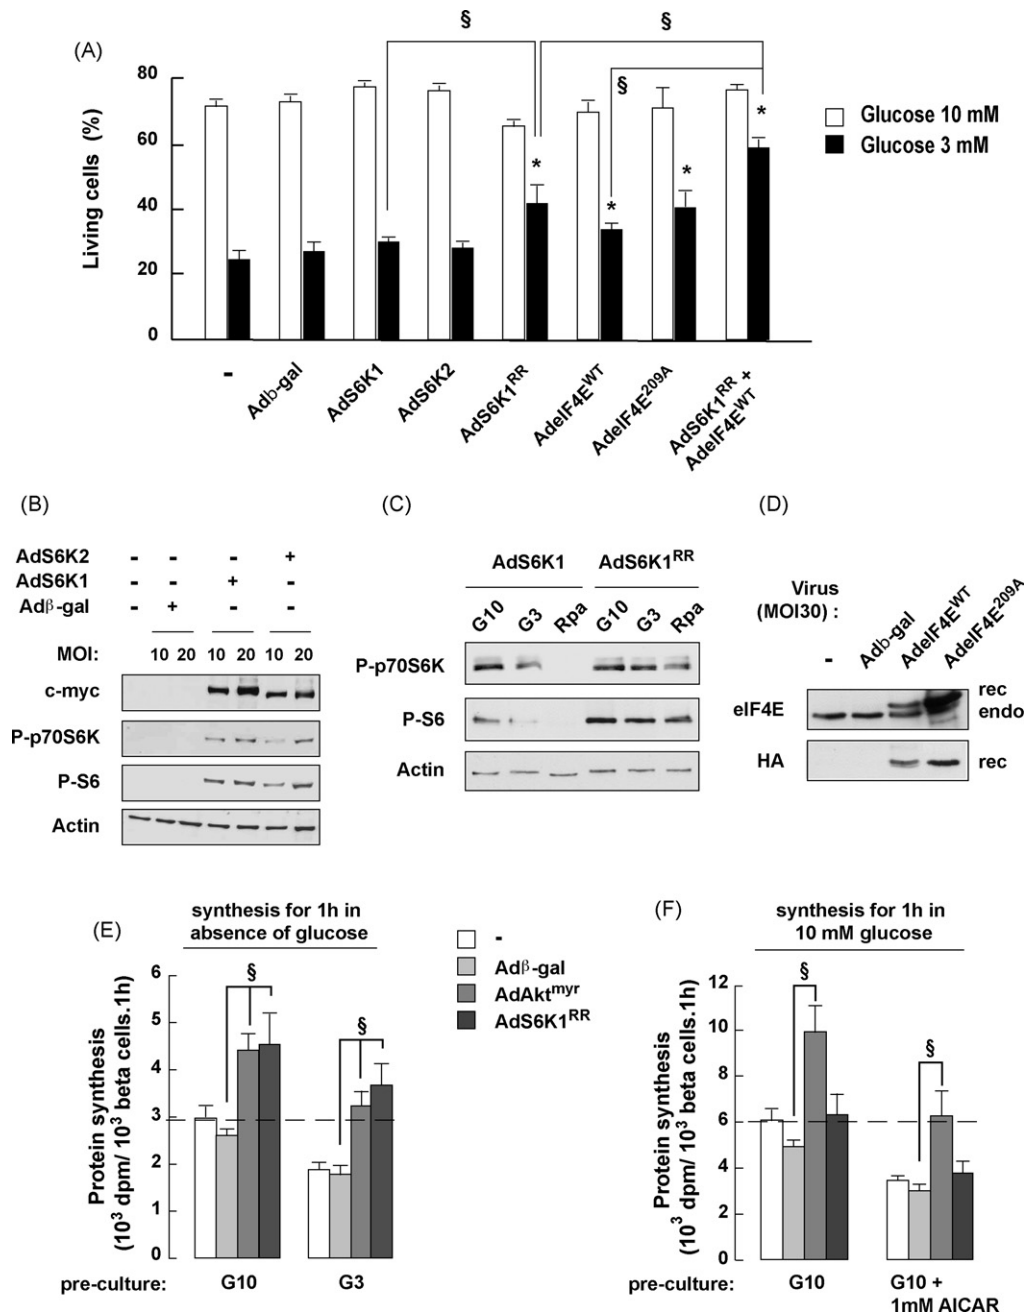 (A)
§ §
§
80
60
40
20
0
Living cells (%)
* * * *
Glucose 10 mM
Glucose 3 mM
-
Adb-gal
AdS6K1
AdS6K2
AdS6K1RR
AdeIF4EWT
AdeIF4E209A
AdS6K1RR +
AdeIF4EWT
(B)
AdS6K2 - - - +
AdS6K1 - - + -
Adβ-gal - + - -
MOI: 10 20 10 20 10 20
c-myc
P-p70S6K
P-S6
Actin
(C)
AdS6K1 AdS6K1RR
G10 G3 Rpa G10 G3 Rpa
P-p70S6K
P-S6
Actin
(D)
Virus
(MOI30) :
- Adb-gal AdeIF4EWT AdeIF4E209A
eIF4E rec
endo
HA rec
(E)
synthesis for 1h in
absence of glucose
-
Adβ-gal
AdAktmyr
AdS6K1RR
§ §
6
5
4
3
2
1
0
Protein synthesis
(10³ dpm/ 10³ beta cells.1h)
pre-culture: G10 G3
(F)
synthesis for 1h in
10 mM glucose
§ §
12
10
8
6
4
2
0
Protein synthesis
(10³ dpm/ 10³ beta cells.1h)
pre-culture: G10 G10 +
1mM AICAR